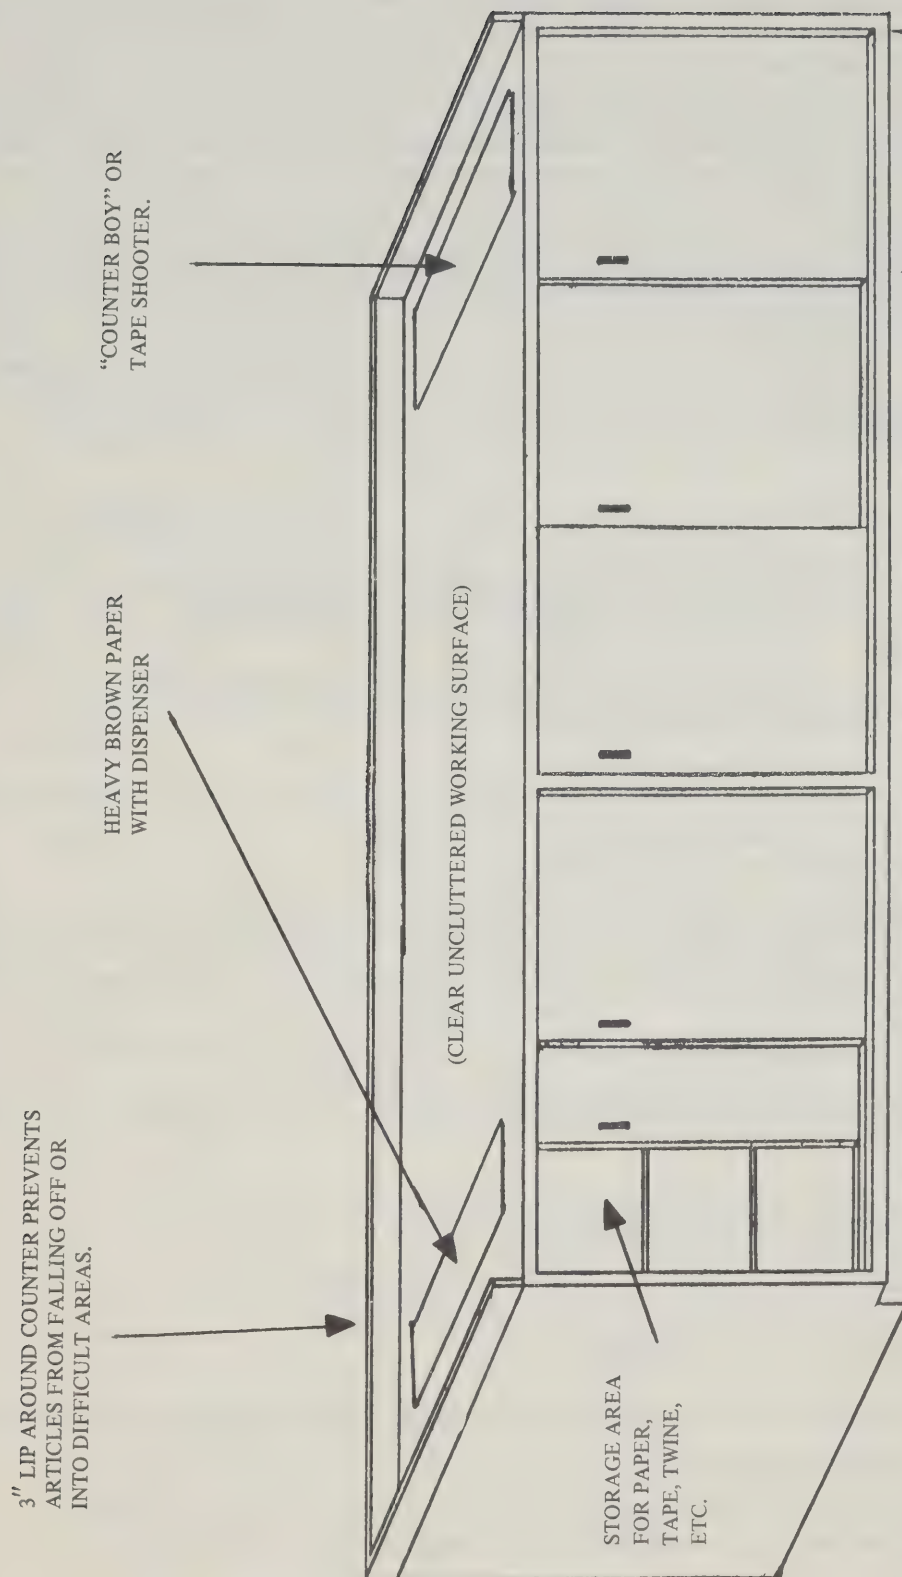 3" LIP AROUND COUNTER PREVENTS
ARTICLES FROM FALLING OFF OR
INTO DIFFICULT AREAS.
HEAVY BROWN PAPER
WITH DISPENSER
“COUNTER BOY” OR
TAPE SHOOTER.
(CLEAR UNCLUTTERED WORKING SURFACE)
STORAGE AREA
FOR PAPER,
TAPE, TWINE,
ETC.